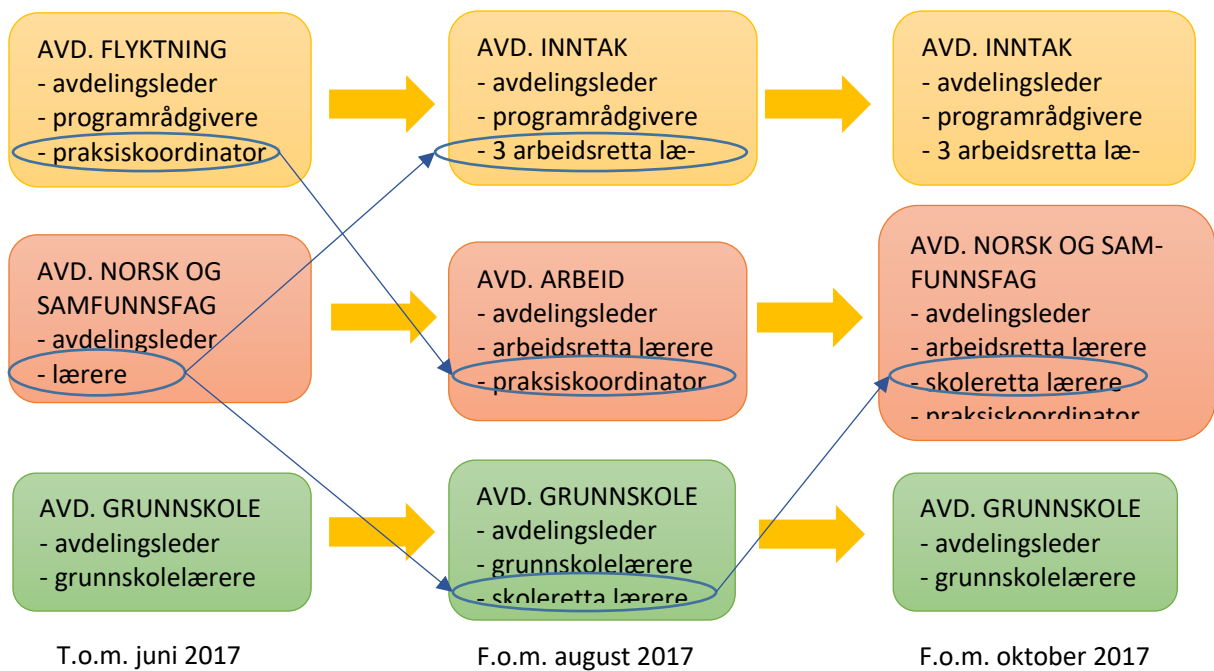 AVD. FLYKTNING
- avdelingsleder
- programrådgivere
- praksiskoordinator
AVD. INNTAK
- avdelingsleder
- programrådgivere
- 3 arbeidsretta læ-
AVD. INNTAK
- avdelingsleder
- programrådgivere
- 3 arbeidsretta læ-
AVD. NORSK OG
SAMFUNNSFAG
- avdelingsleder
- lærere
AVD. ARBEID
- avdelingsleder
- arbeidsretta lærere
- praksiskoordinator
AVD. NORSK OG SAM-
FUNNSFAG
- avdelingsleder
- arbeidsretta lærere
- skoleretta lærere
- praksiskoordinator
AVD. GRUNNSKOLE
- avdelingsleder
- grunnskolelærere
AVD. GRUNNSKOLE
- avdelingsleder
- grunnskolelærere
- skoleretta lærere
AVD. GRUNNSKOLE
- avdelingsleder
- grunnskolelærere
T.o.m. juni 2017
F.o.m. august 2017
F.o.m. oktober 2017